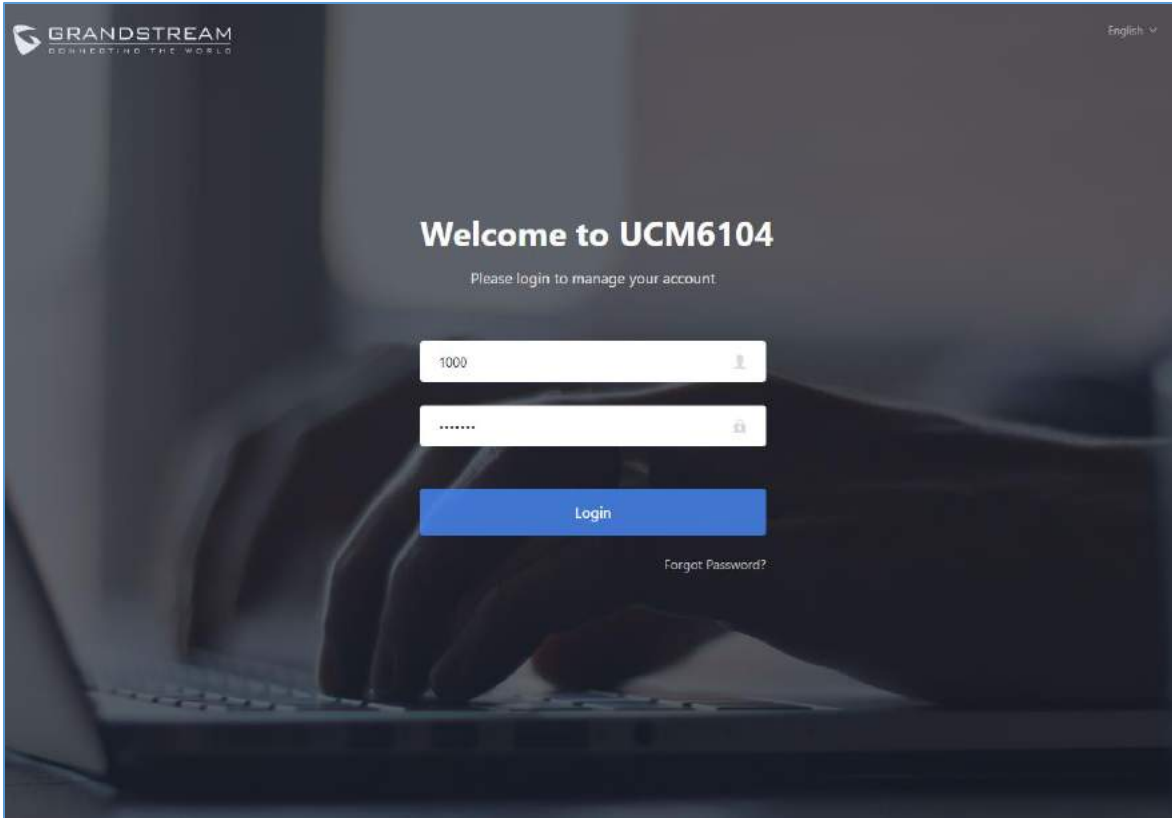 GRANDSTREAM
CONNECTING THE WORLD
English
Welcome to UCM6104
Please login to manage your account
1000
•••••••
Login
Forgot Password?